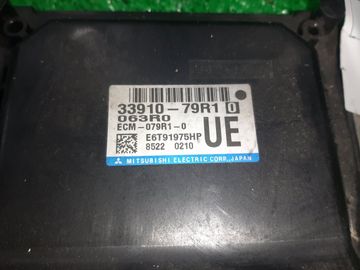 33910-79R1 0
063R0
ECM-079R1-0
E6T91975HP UE
8522 0210
MITSUBISHI ELECTRIC CORP., JAPAN